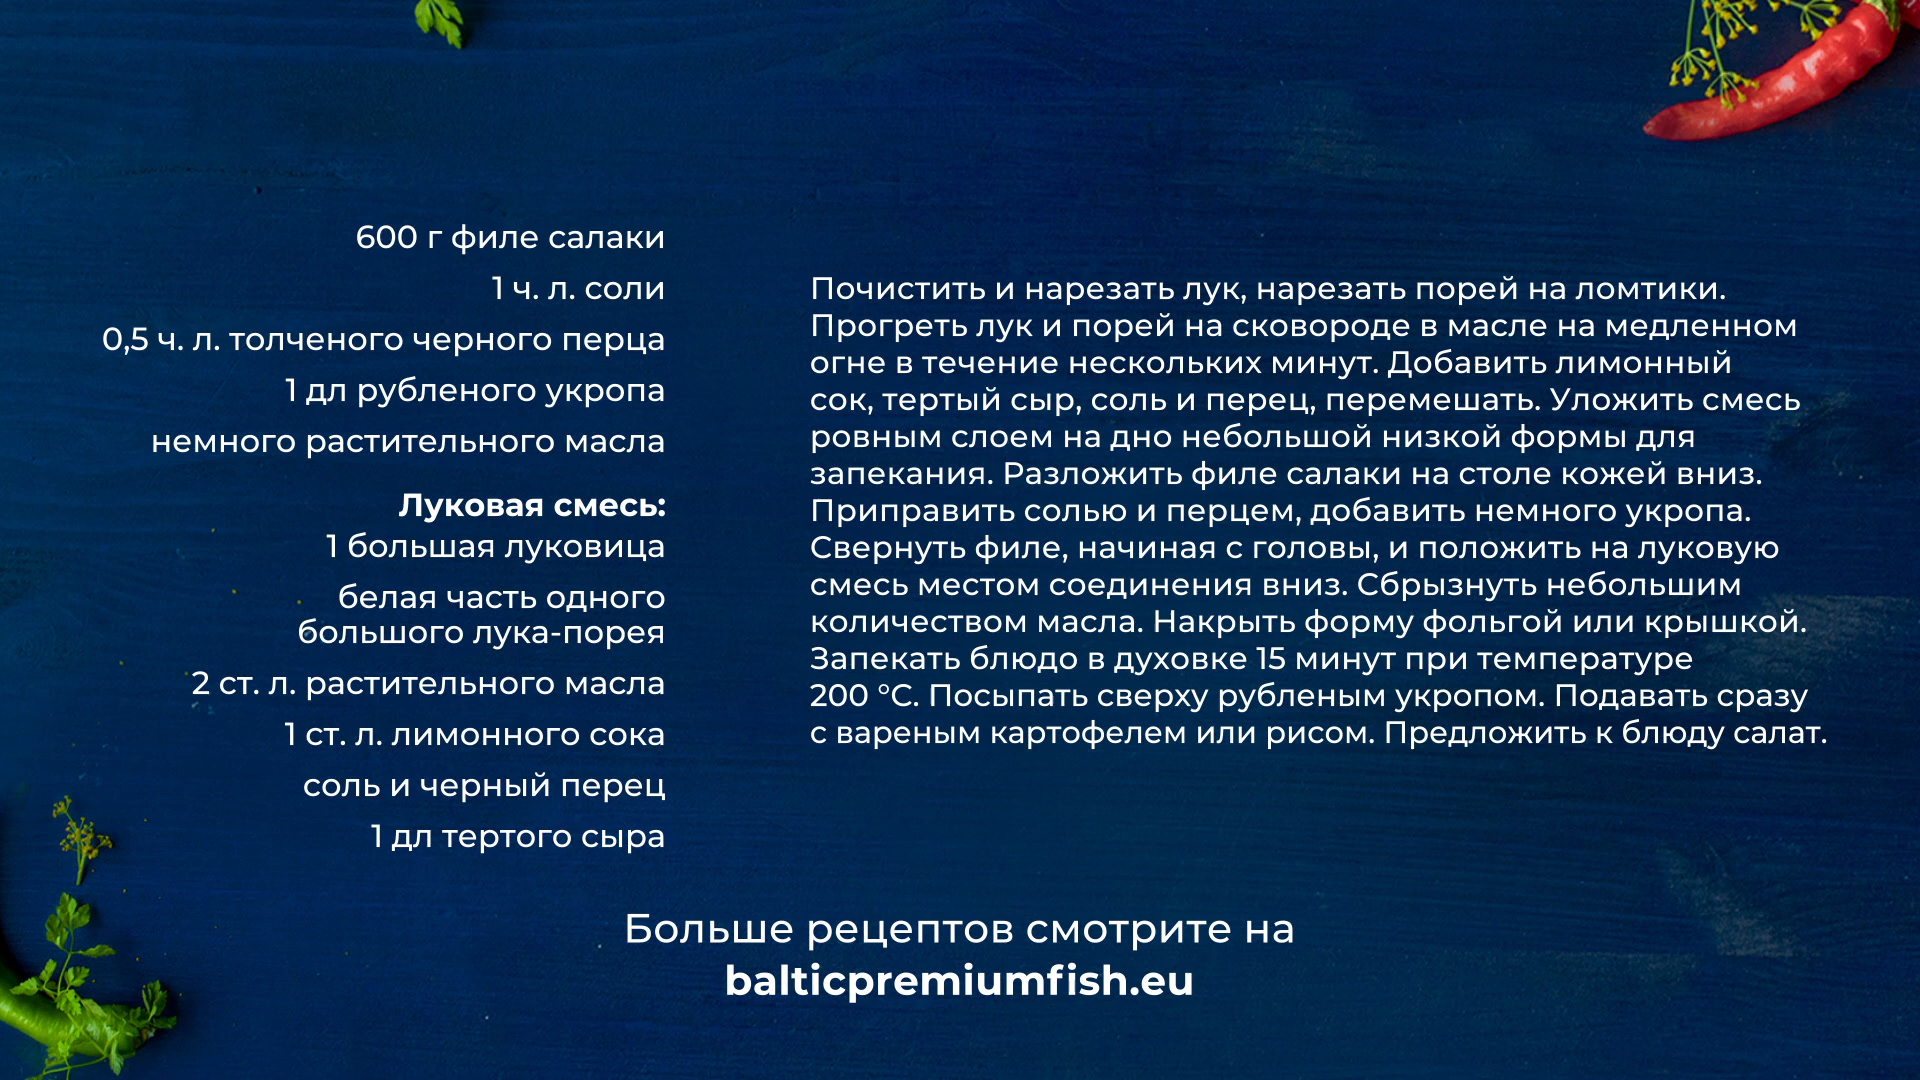 600 г филе салаки
1 ч. л. соли
0,5 ч. л. толченого черного перца
1 дл рубленого укропа
немного растительного масла
Луковая смесь:
1 большая луковица
белая часть одного
большого лука-порея
2 ст. л. растительного масла
1 ст. л. лимонного сока
соль и черный перец
1 дл тертого сыра
Почистить и нарезать лук, нарезать порей на ломтики.
Прогреть лук и порей на сковороде в масле на медленном
огне в течение нескольких минут. Добавить лимонный
сок, тертый сыр, соль и перец, перемешать. Уложить смесь
ровным слоем на дно небольшой низкой формы для
запекания. Разложить филе салаки на столе кожей вниз.
Приправить солью и перцем, добавить немного укропа.
Свернуть филе, начиная с головы, и положить на луковую
смесь местом соединения вниз. Сбрызнуть небольшим
количеством масла. Накрыть форму фольгой или крышкой.
Запекать блюдо в духовке 15 минут при температуре
200 °C. Посыпать сверху рубленым укропом. Подавать сразу
с вареным картофелем или рисом. Предложить к блюду салат.
Больше рецептов смотрите на
balticpremiumfish.eu